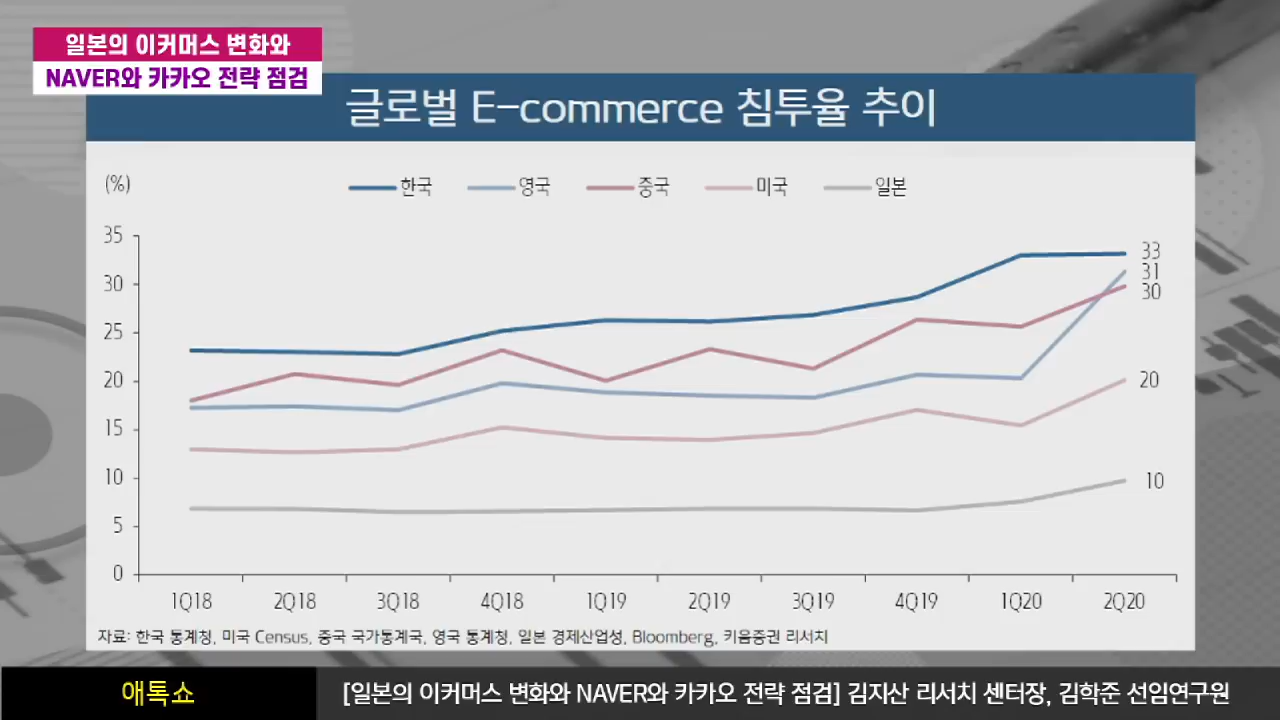 일본의 이커머스 변화와
NAVER와 카카오 전략 점검
글로벌 E-commerce 침투율 추이
(%)
한국 영국 중국 미국 일본
35
30
25
20
15
10
5
0
33
31
30
20
10
1Q18 2Q18 3Q18 4Q18 1Q19 2Q19 3Q19 4Q19 1Q20 2Q20
자료: 한국 통계청, 미국 Census, 중국 국가통계국, 영국 통계청, 일본 경제산업성, Bloomberg, 키움증권 리서치
애톡쇼
[일본의 이커머스 변화와 NAVER와 카카오 전략 점검] 김지산 리서치 센터장, 김학준 선임연구원